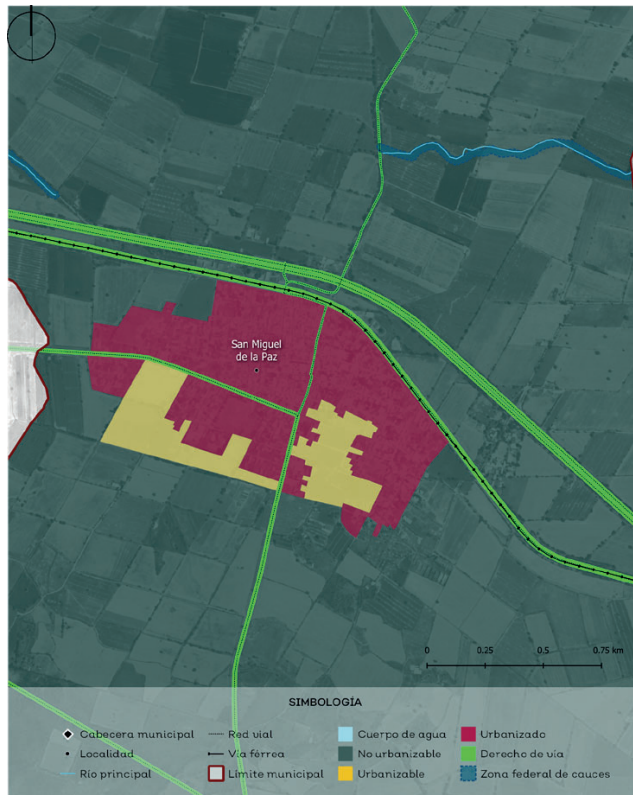 San Miguel
de la Paz
0 0.25 0.5 0.75 km
SIMBOLOGÍA
Cabecera municipal
Localidad
Río principal
Red vial
Vía férrea
Límite municipal
Cuerpo de agua
No urbanizable
Urbanizable
Urbanizado
Derecho de vía
Zona federal de cauces